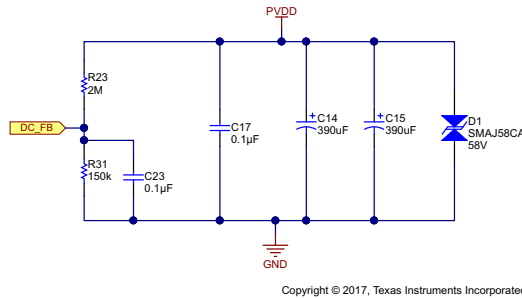 PVDD
R23
2M
DC_FB
R31
150k
C23
0.1µF
C17
0.1µF
+
C14
390uF
+
C15
390uF
D1
SMAJ58CA
58V
GND
Copyright © 2017, Texas Instruments Incorporated